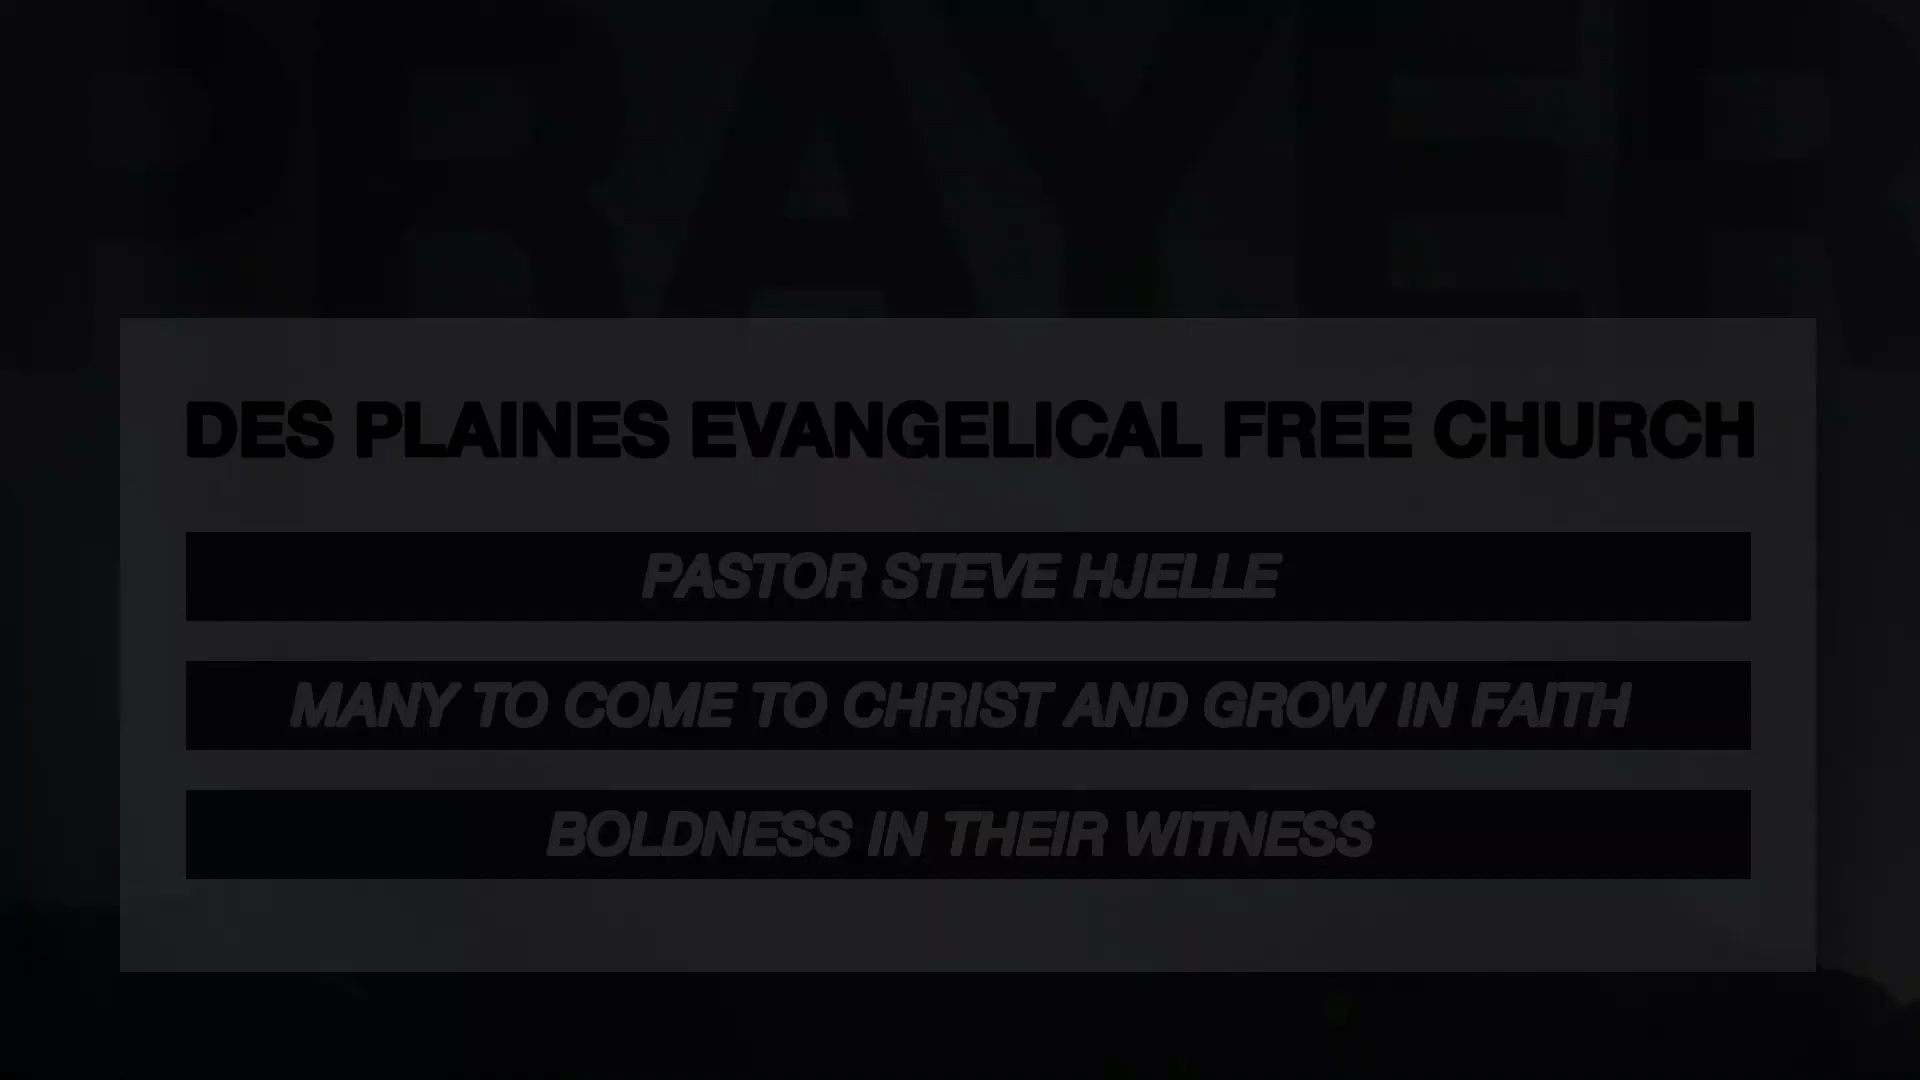 PRAYER
DES PLAINES EVANGELICAL FREE CHURCH
PASTOR STEVE HJELLE
MANY TO COME TO CHRIST AND GROW IN FAITH
BOLDNESS IN THEIR WITNESS